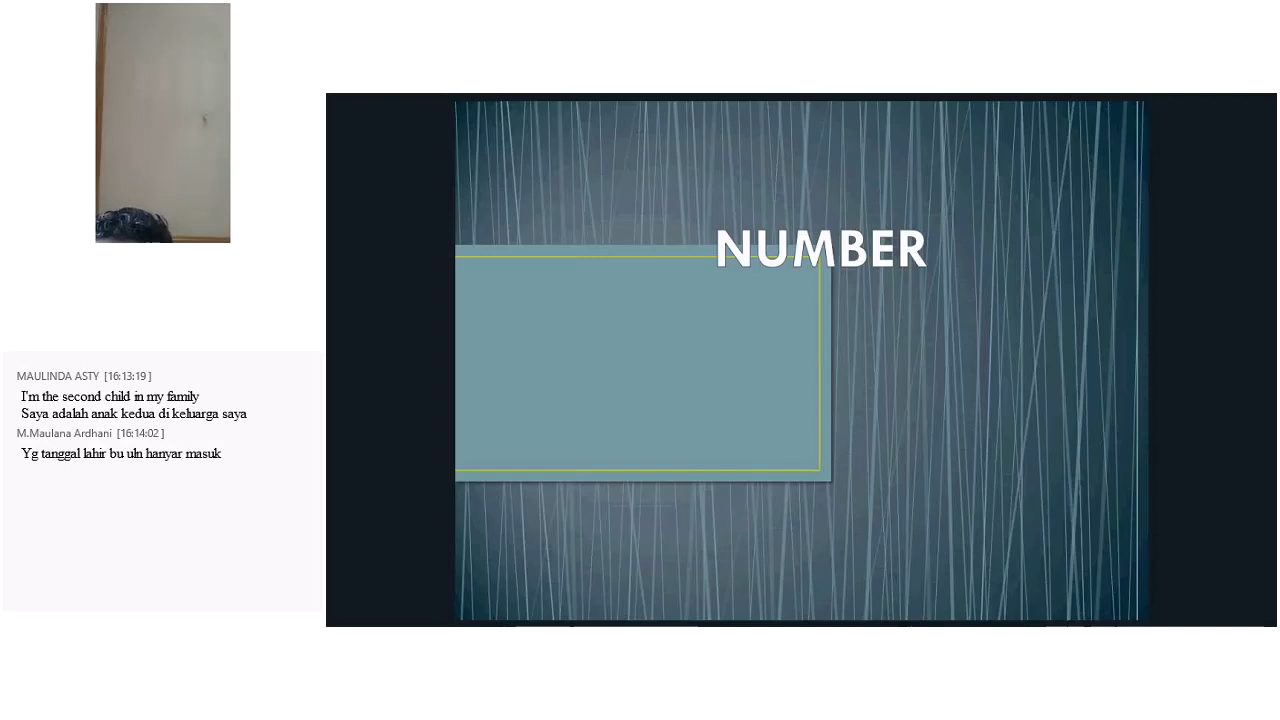 NUMBER
MAULINDA ASTY [16:13:19]
I'm the second child in my family
Saya adalah anak kedua di keluarga saya
M.Maulana Ardhani [16:14:02]
Yg tanggal lahir bu uln hanyar masuk